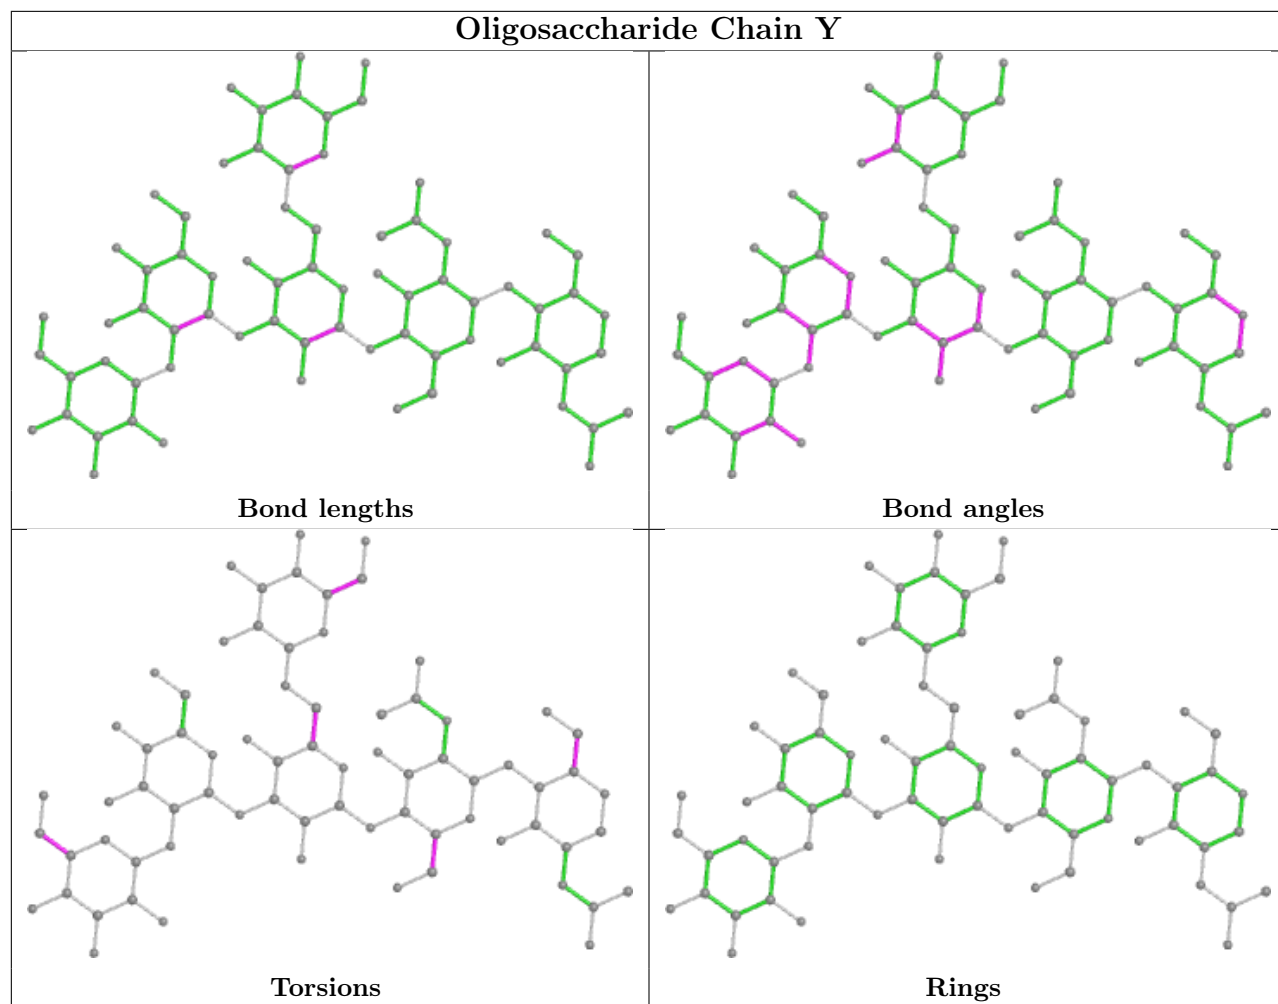 Oligosaccharide Chain Y
Bond lengths
Bond angles
Torsions
Rings